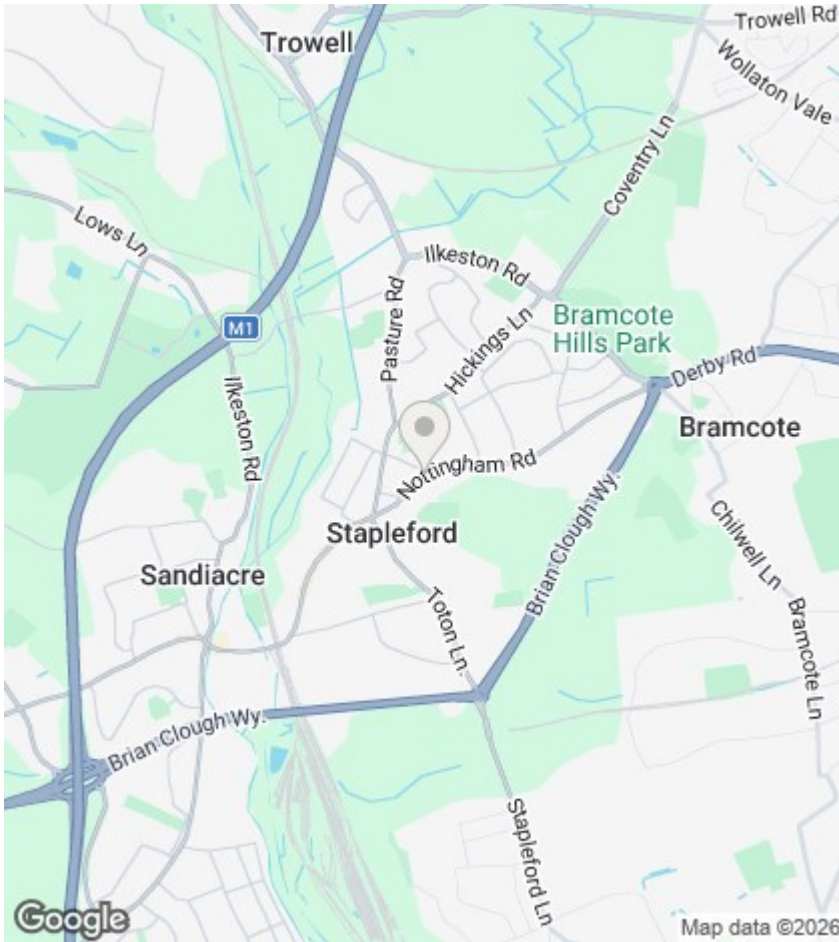 Trowell
Trowell Rd
Wollaton Vale
Coventry Ln
Lows Ln
Ilkeston Rd
M1
Pasture Rd
Hickings Ln
Bramcote
Hills Park
Derby Rd
Ilkeston Rd
Bramcote
Nottingham Rd
Stapleford
Chilwell Ln
Brian Clough Wy.
Sandiacre
Toton Ln.
Bramcote Ln
Brian Clough Wy.
Stapleford Ln
Google
Map data ©2026